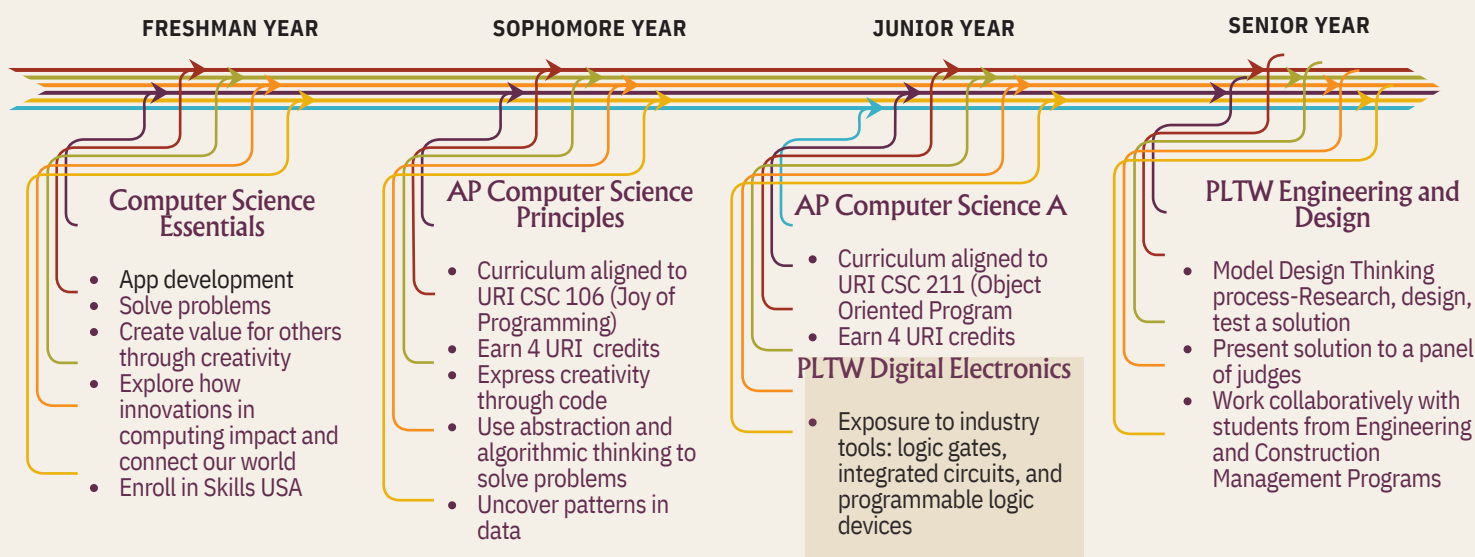 FRESHMAN YEAR
Computer Science
Essentials
• App development
• Solve problems
• Create value for others
through creativity
• Explore how
innovations in
computing impact and
connect our world
• Enroll in Skills USA
SOPHOMORE YEAR
AP Computer Science
Principles
• Curriculum aligned to
URI CSC 106 (Joy of
Programming)
• Earn 4 URI credits
• Express creativity
through code
• Use abstraction and
algorithmic thinking to
solve problems
• Uncover patterns in
data
JUNIOR YEAR
AP Computer Science A
• Curriculum aligned to
URI CSC 211 (Object
Oriented Program
• Earn 4 URI credits
PLTW Digital Electronics
• Exposure to industry
tools: logic gates,
integrated circuits, and
programmable logic
devices
SENIOR YEAR
PLTW Engineering and
Design
• Model Design Thinking
process-Research, design,
test a solution
• Present solution to a panel
of judges
• Work collaboratively with
students from Engineering
and Construction
Management Programs